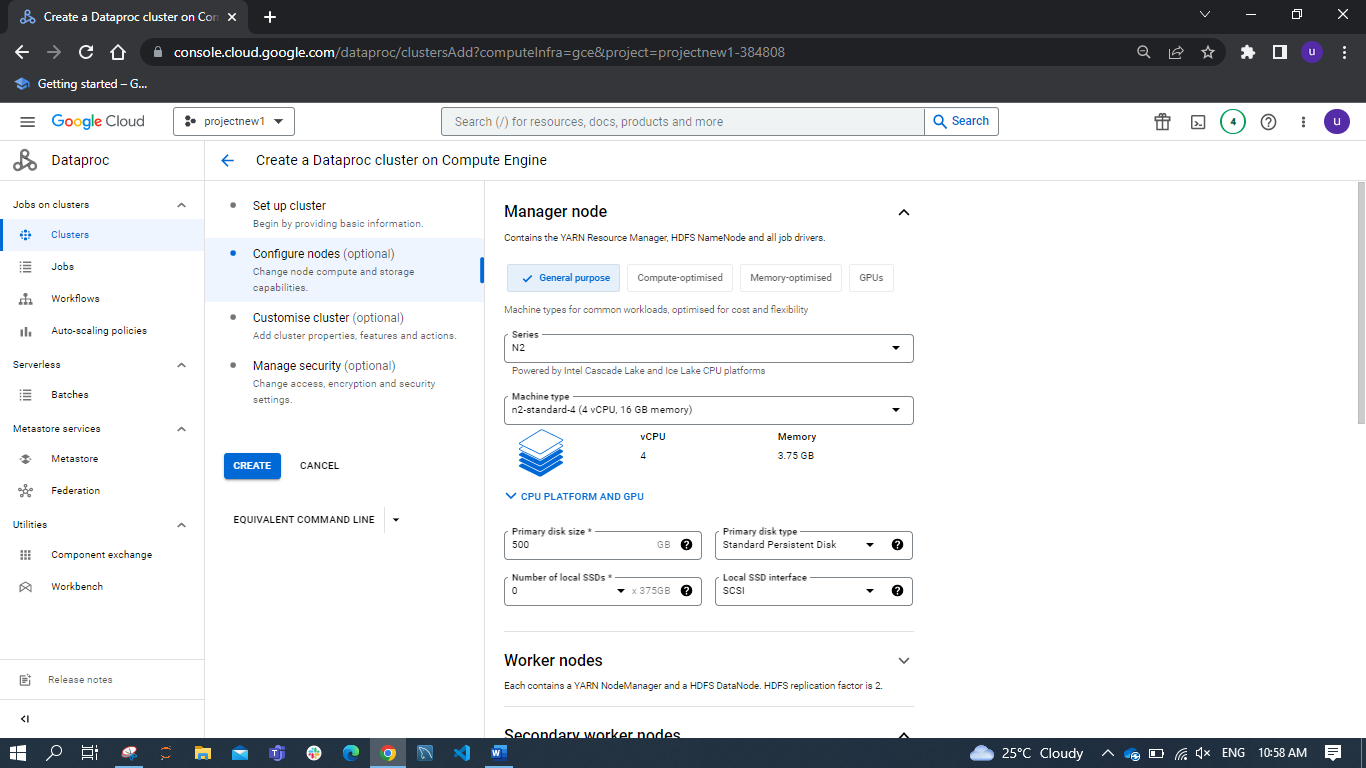 Create a Dataproc cluster on Con
console.cloud.google.com/dataproc/clustersAdd?computeInfra=gce&project=projectnew1-384808
u
Getting started – G...
Google Cloud
projectnew1
Search (/) for resources, docs, products and more
Search
4
u
Dataproc
Create a Dataproc cluster on Compute Engine
Jobs on clusters
Clusters
Jobs
Workflows
Auto-scaling policies
Serverless
Batches
Metastore services
Metastore
Federation
Utilities
Component exchange
Workbench
Release notes
Set up cluster
Begin by providing basic information.
Configure nodes (optional)
Change node compute and storage
capabilities.
Customise cluster (optional)
Add cluster properties, features and actions.
Manage security (optional)
Change access, encryption and security
settings.
CREATE
CANCEL
EQUIVALENT COMMAND LINE
Manager node
Contains the YARN Resource Manager, HDFS NameNode and all job drivers.
General purpose
Compute-optimised
Memory-optimised
GPUs
Machine types for common workloads, optimised for cost and flexibility
Series
N2
Powered by Intel Cascade Lake and Ice Lake CPU platforms
Machine type
n2-standard-4 (4 vCPU, 16 GB memory)
vCPU
Memory
4
3.75 GB
CPU PLATFORM AND GPU
Primary disk size *
500
GB
Primary disk type
Standard Persistent Disk
Number of local SSDs *
0
x 375GB
Local SSD interface
SCSI
Worker nodes
Each contains a YARN NodeManager and a HDFS DataNode. HDFS replication factor is 2.
Secondary worker nodes
25°C Cloudy
ENG
10:58 AM